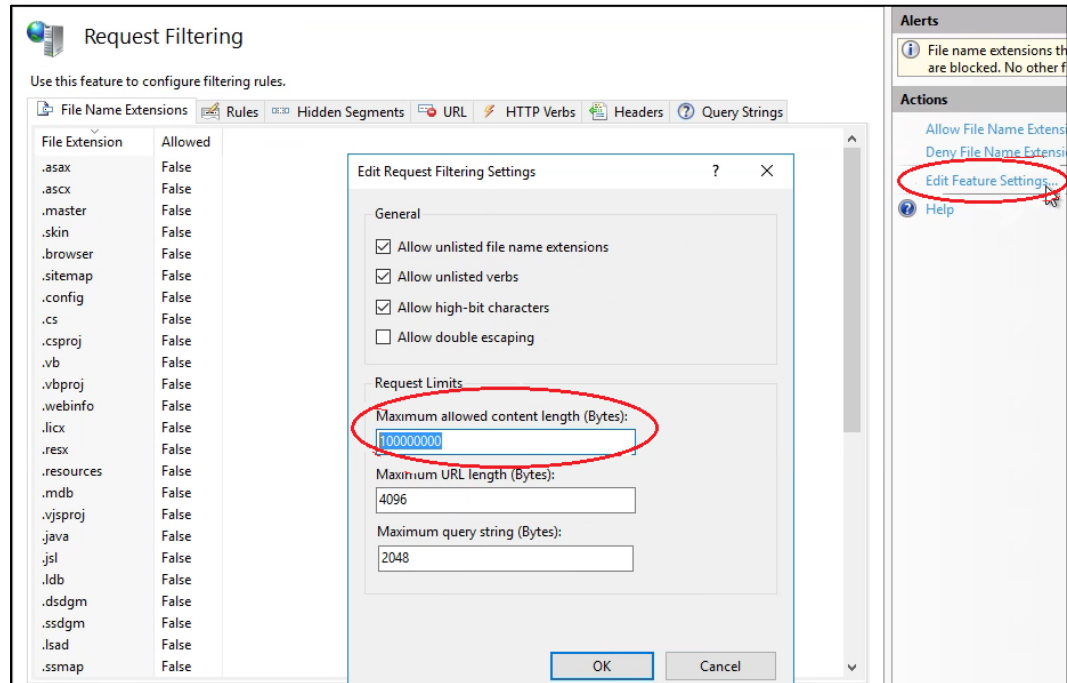 Request Filtering
Use this feature to configure filtering rules.
File Name Extensions Rules Hidden Segments URL HTTP Verbs Headers Query Strings
File Extension Allowed
.asax False
.ascx False
.master False
.skin False
.browser False
.sitemap False
.config False
.cs False
.csproj False
.vb False
.vbproj False
.webinfo False
.licx False
.resx False
.resources False
.mdb False
.vjsproj False
.java False
.jsl False
.ldb False
.dsdgm False
.ssdgm False
.lsad False
.ssmap False
Edit Request Filtering Settings
General
Allow unlisted file name extensions
Allow unlisted verbs
Allow high-bit characters
Allow double escaping
Request Limits
Maximum allowed content length (Bytes):
100000000
Maximum URL length (Bytes):
4096
Maximum query string (Bytes):
2048
OK Cancel
Alerts
File name extensions th
are blocked. No other f
Actions
Allow File Name Extensi
Deny File Name Extensi
Edit Feature Settings...
Help